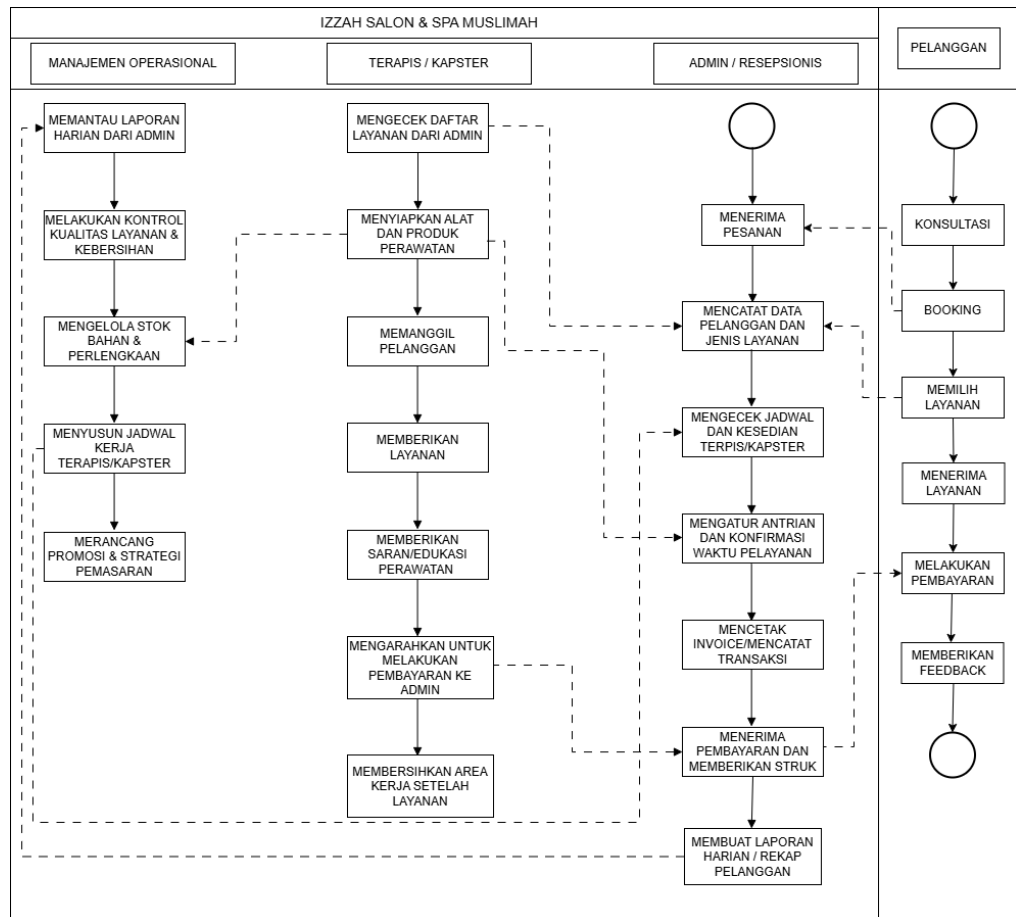 IZZAH SALON & SPA MUSLIMAH
MANAJEMEN OPERASIONAL
TERAPIS / KAPSTER
ADMIN / RESEPSIONIS
PELANGGAN
MEMANTAU LAPORAN
HARIAN DARI ADMIN
MELAKUKAN KONTROL
KUALITAS LAYANAN &
KEBERSIHAN
MENGELOLA STOK
BAHAN &
PERLENGKAAN
MENYUSUN JADWAL
KERJA
TERAPIS/KAPSTER
MERANCANG
PROMOSI & STRATEGI
PEMASARAN
MENGECEK DAFTAR
LAYANAN DARI ADMIN
MENYIAPKAN ALAT
DAN PRODUK
PERAWATAN
MEMANGGIL
PELANGGAN
MEMBERIKAN
LAYANAN
MEMBERIKAN
SARAN/EDUKASI
PERAWATAN
MENGARAHKAN UNTUK
MELAKUKAN
PEMBAYARAN KE
ADMIN
MEMBERSIHKAN AREA
KERJA SETELAH
LAYANAN
MENERIMA
PESANAN
MENCATAT DATA
PELANGGAN DAN
JENIS LAYANAN
MENGECEK JADWAL
DAN KESEDIAN
TERPIS/KAPSTER
MENGATUR ANTRIAN
DAN KONFIRMASI
WAKTU PELAYANAN
MENCETAK
INVOICE/MENCATAT
TRANSAKSI
MENERIMA
PEMBAYARAN DAN
MEMBERIKAN STRUK
MEMBUAT LAPORAN
HARIAN / REKAP
PELANGGAN
KONSULTASI
BOOKING
MEMILIH
LAYANAN
MENERIMA
LAYANAN
MELAKUKAN
PEMBAYARAN
MEMBERIKAN
FEEDBACK